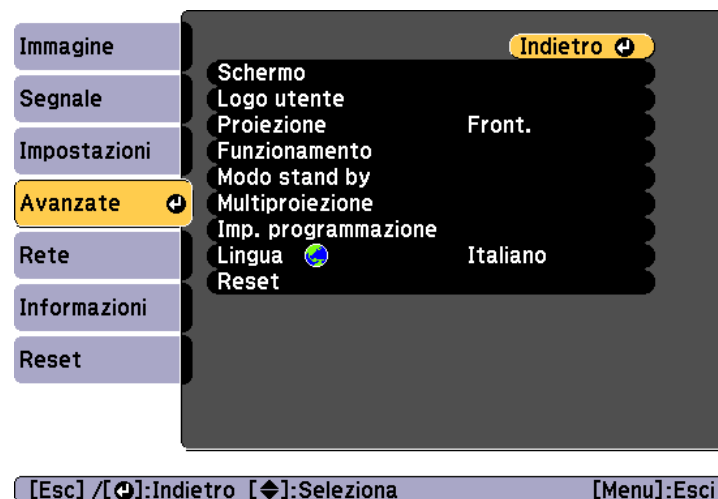 Immagine
Segnale
Impostazioni
Avanzate
Rete
Informazioni
Reset
Indietro
Schermo
Logo utente
Proiezione Front.
Funzionamento
Modo stand by
Multiproiezione
Imp. programmazione
Lingua Italiano
Reset
[Esc] /[ ]:Indietro [ ]:Seleziona [Menu]:Esci